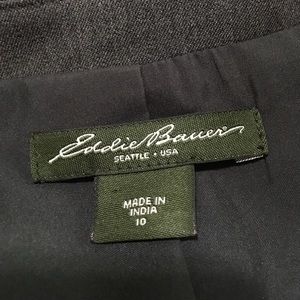 Eddie Bauer
SEATTLE • USA
MADE IN
INDIA
10